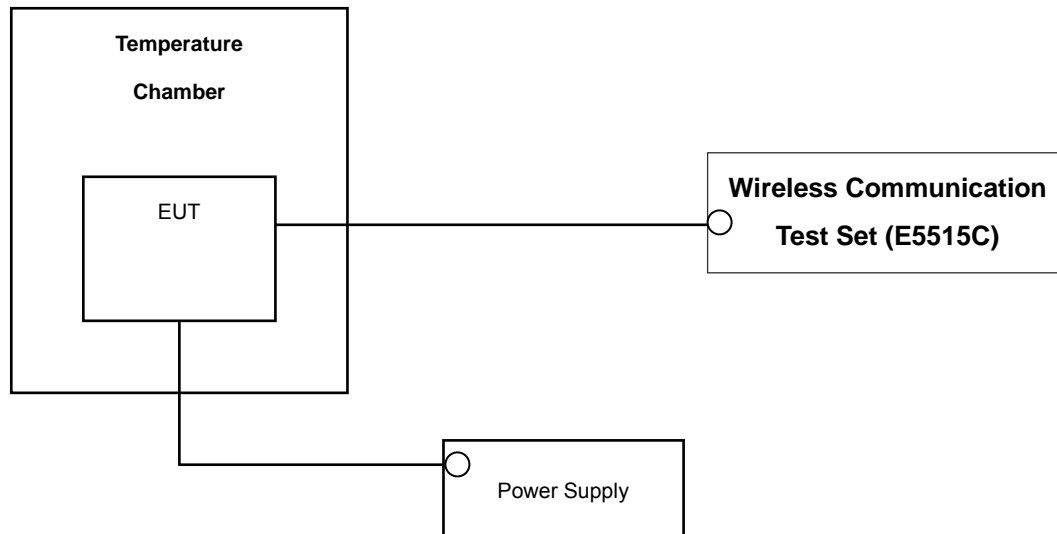 Temperature
Chamber
EUT
Wireless Communication
Test Set (E5515C)
Power Supply